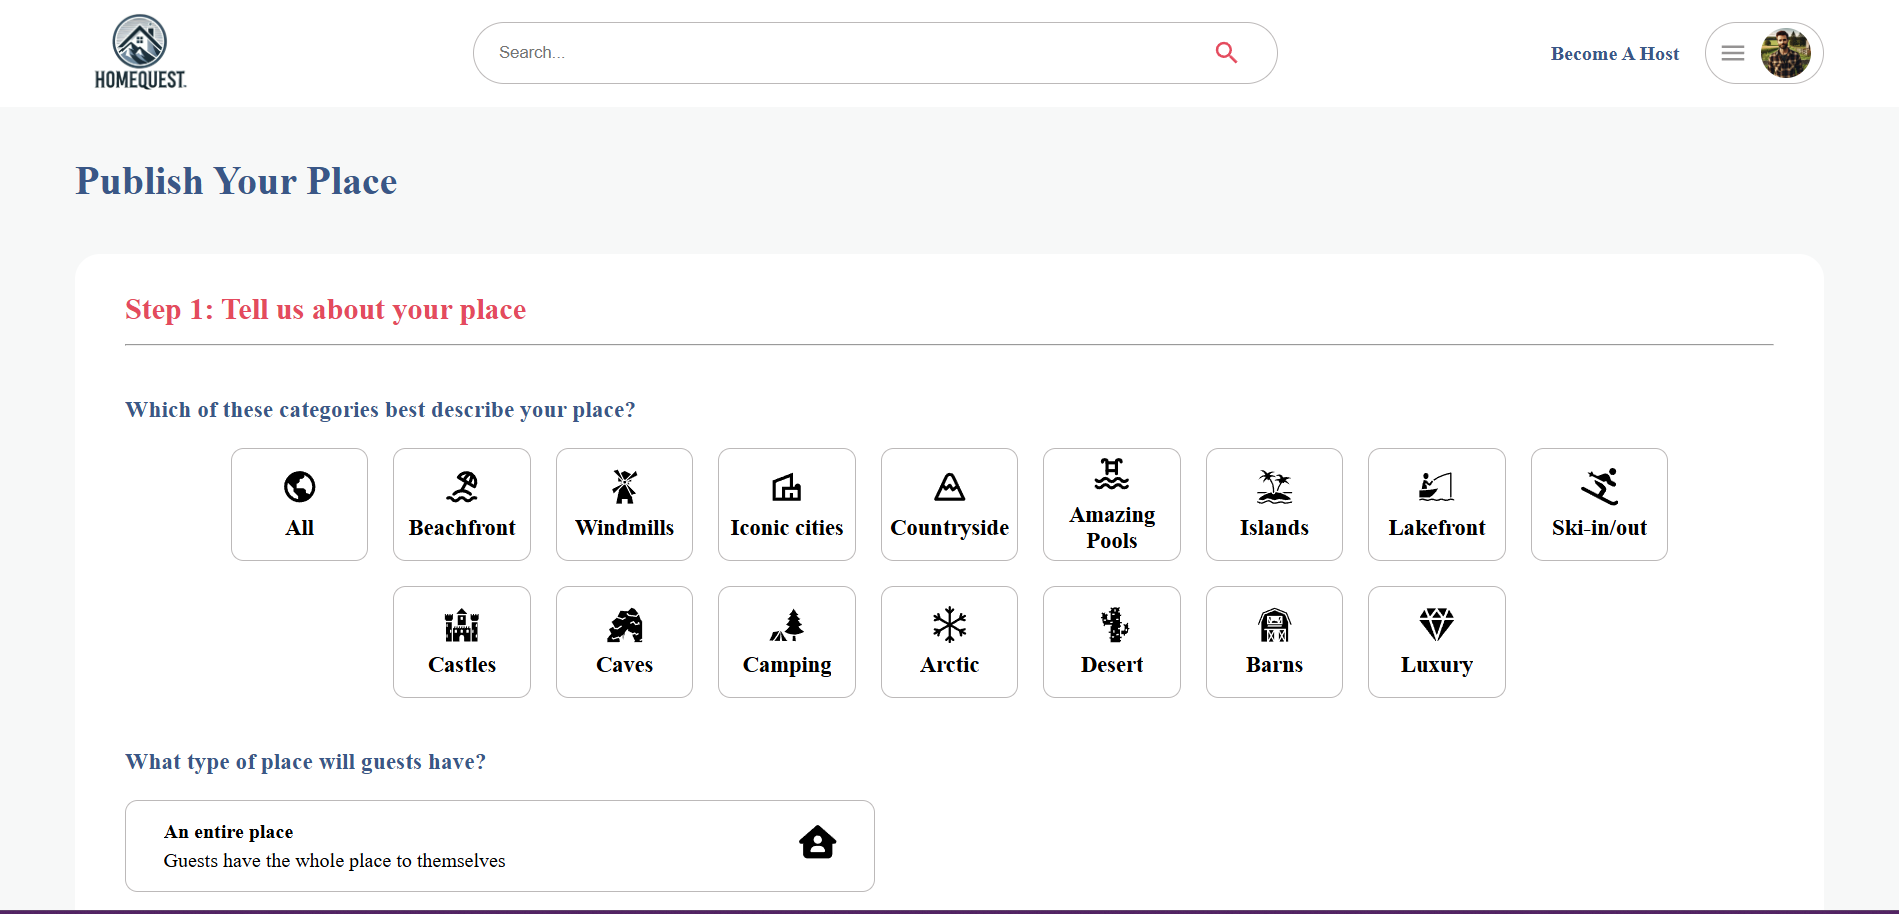 HOMEQUEST
Search...
Become A Host
Publish Your Place
Step 1: Tell us about your place
Which of these categories best describe your place?
All
Beachfront
Windmills
Iconic cities
Countryside
Amazing
Pools
Islands
Lakefront
Ski-in/out
Castles
Caves
Camping
Arctic
Desert
Barns
Luxury
What type of place will guests have?
An entire place
Guests have the whole place to themselves